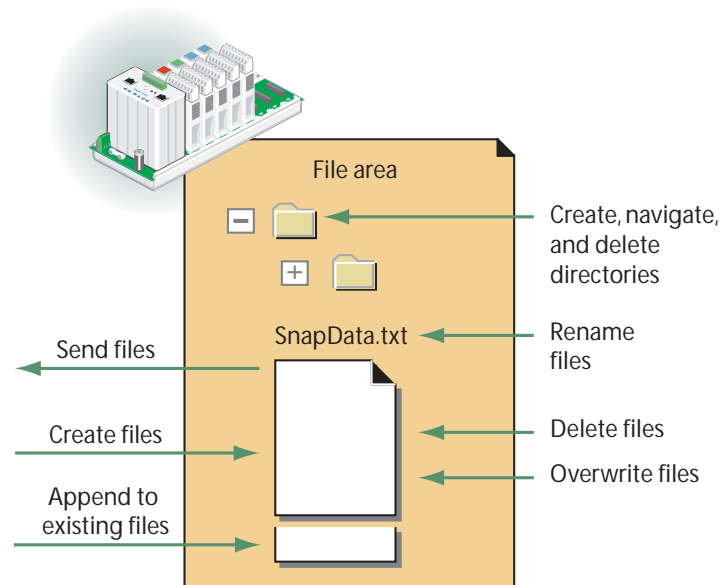 File area
Create, navigate,
and delete
directories
SnapData.txt
Rename
files
Send files
Create files
Delete files
Overwrite files
Append to
existing files